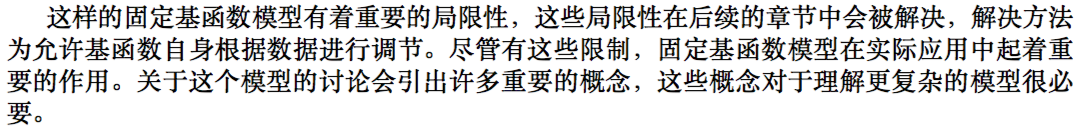 这样的固定基函数模型有着重要的局限性，这些局限性在后续的章节中会被解决，解决方法
为允许基函数自身根据数据进行调节。尽管有这些限制，固定基函数模型在实际应用中起着重
要的作用。关于这个模型的讨论会引出许多重要的概念，这些概念对于理解更复杂的模型很必
要。